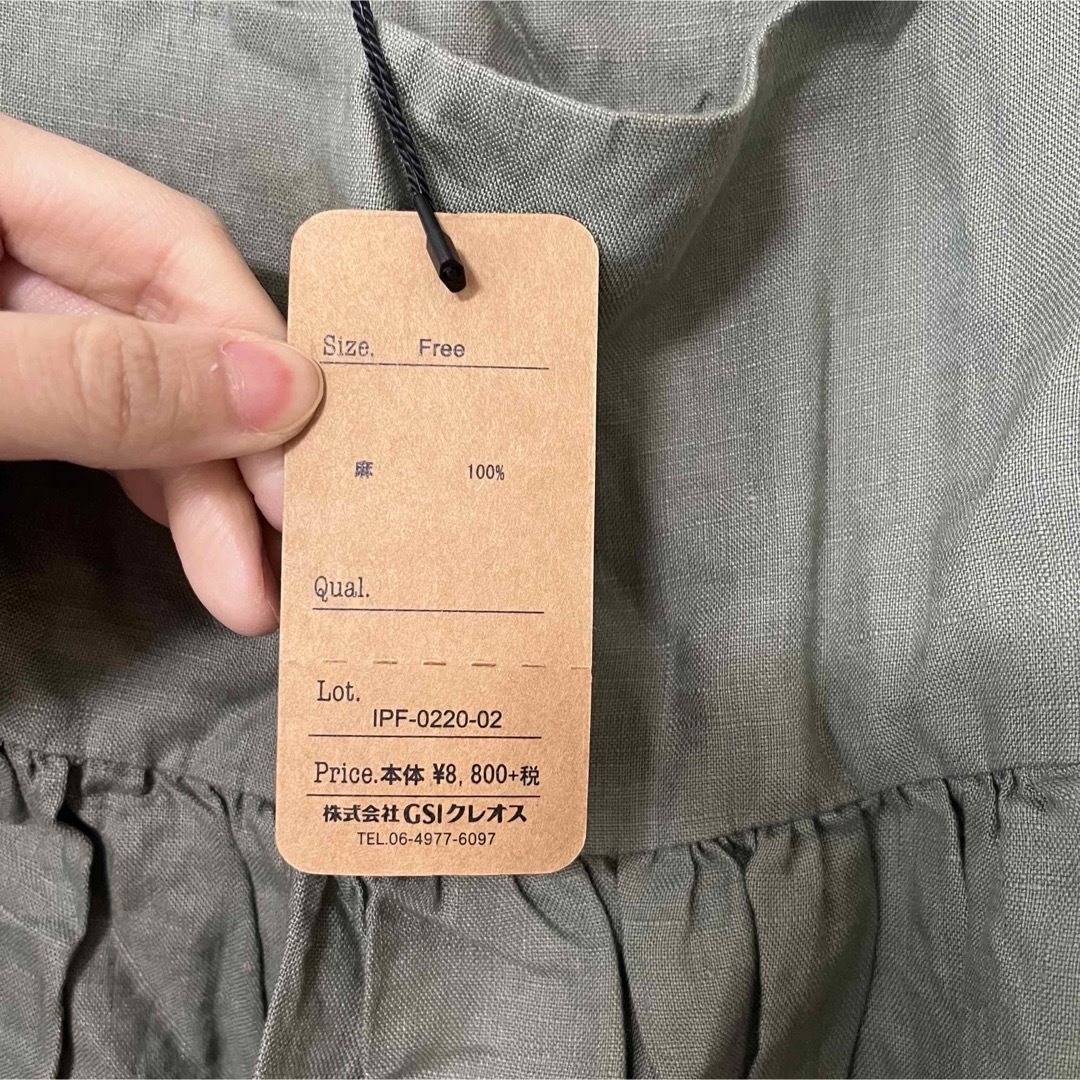 Size. Free
麻 100%
Qual.
Lot.
IPF-0220-02
Price.本体 ¥8,800+税
株式会社GSIクレオス
TEL.06-4977-6097